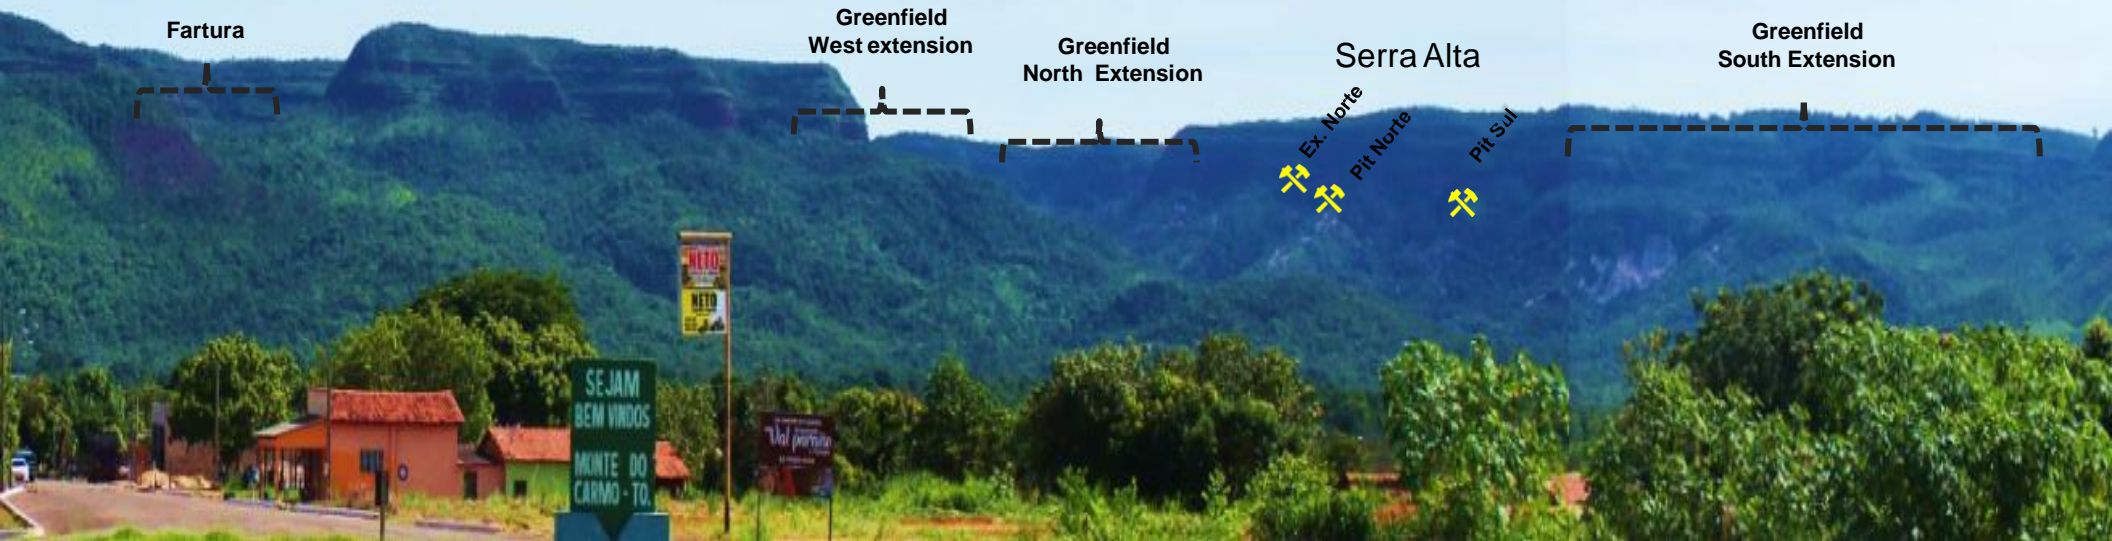 Fartura
Greenfield
West extension
Greenfield
North Extension
Serra Alta
Ex. Norte
Pit Norte
Pit Sul
Greenfield
South Extension
NETO
NETO
SEJAM
BEM VINDOS
MONTE DO
CARMO - TO.